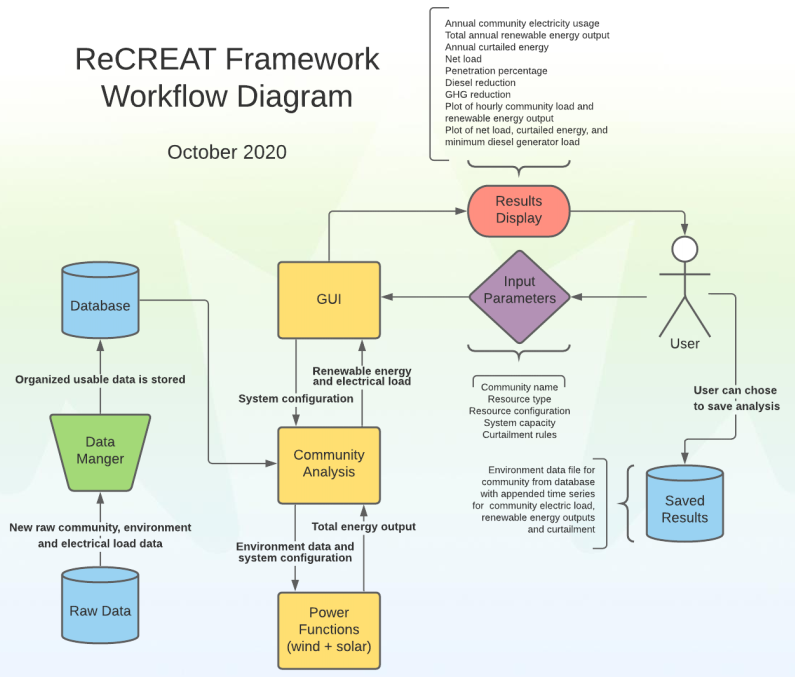 ReCREAT Framework
Workflow Diagram
October 2020
Annual community electricity usage
Total annual renewable energy output
Annual curtailed energy
Net load
Penetration percentage
Diesel reduction
GHG reduction
Plot of hourly community load and
renewable energy output
Plot of net load, curtailed energy, and
minimum diesel generator load
Results
Display
Database
GUI
Input
Parameters
User
Organized usable data is stored
Renewable energy
and electrical load
System configuration
Community name
Resource type
Resource configuration
System capacity
Curtailment rules
User can chose
to save analysis
Data
Manger
Community
Analysis
Environment data file for
community from database
with appended time series
for community electric load,
renewable energy outputs
and curtailment
Saved
Results
New raw community, environment
and electrical load data
Total energy output
Environment data and
system configuration
Raw Data
Power
Functions
(wind + solar)